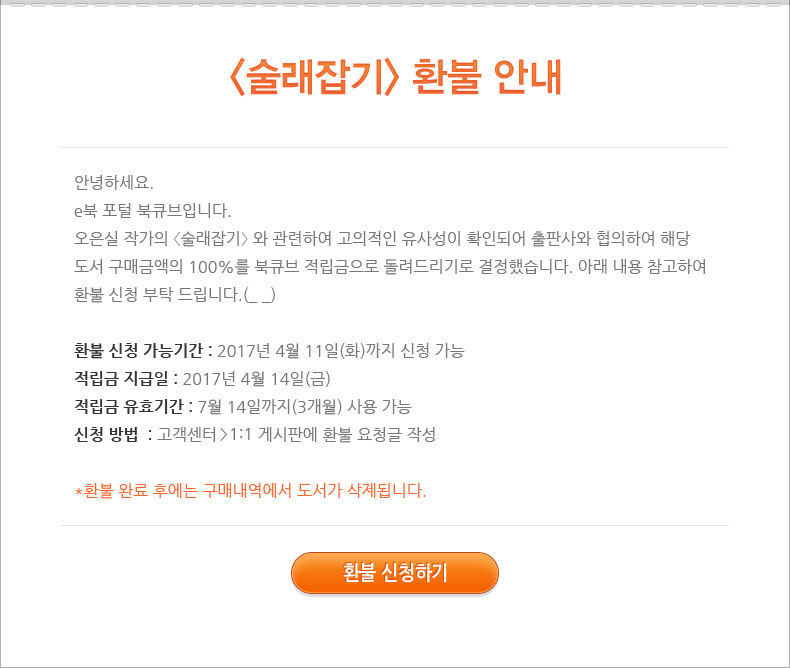 〈술래잡기〉 환불 안내
안녕하세요.
e북 포털 북큐브입니다.
오은실 작가의 〈술래잡기〉 와 관련하여 고의적인 유사성이 확인되어 출판사와 협의하여 해당
도서 구매금액의 100%를 북큐브 적립금으로 돌려드리기로 결정했습니다. 아래 내용 참고하여
환불 신청 부탁 드립니다.(_ _)
환불 신청 가능기간 : 2017년 4월 11일(화)까지 신청 가능
적립금 지급일 : 2017년 4월 14일(금)
적립금 유효기간 : 7월 14일까지(3개월) 사용 가능
신청 방법 : 고객센터 >1:1 게시판에 환불 요청글 작성
*환불 완료 후에는 구매내역에서 도서가 삭제됩니다.
환불 신청하기